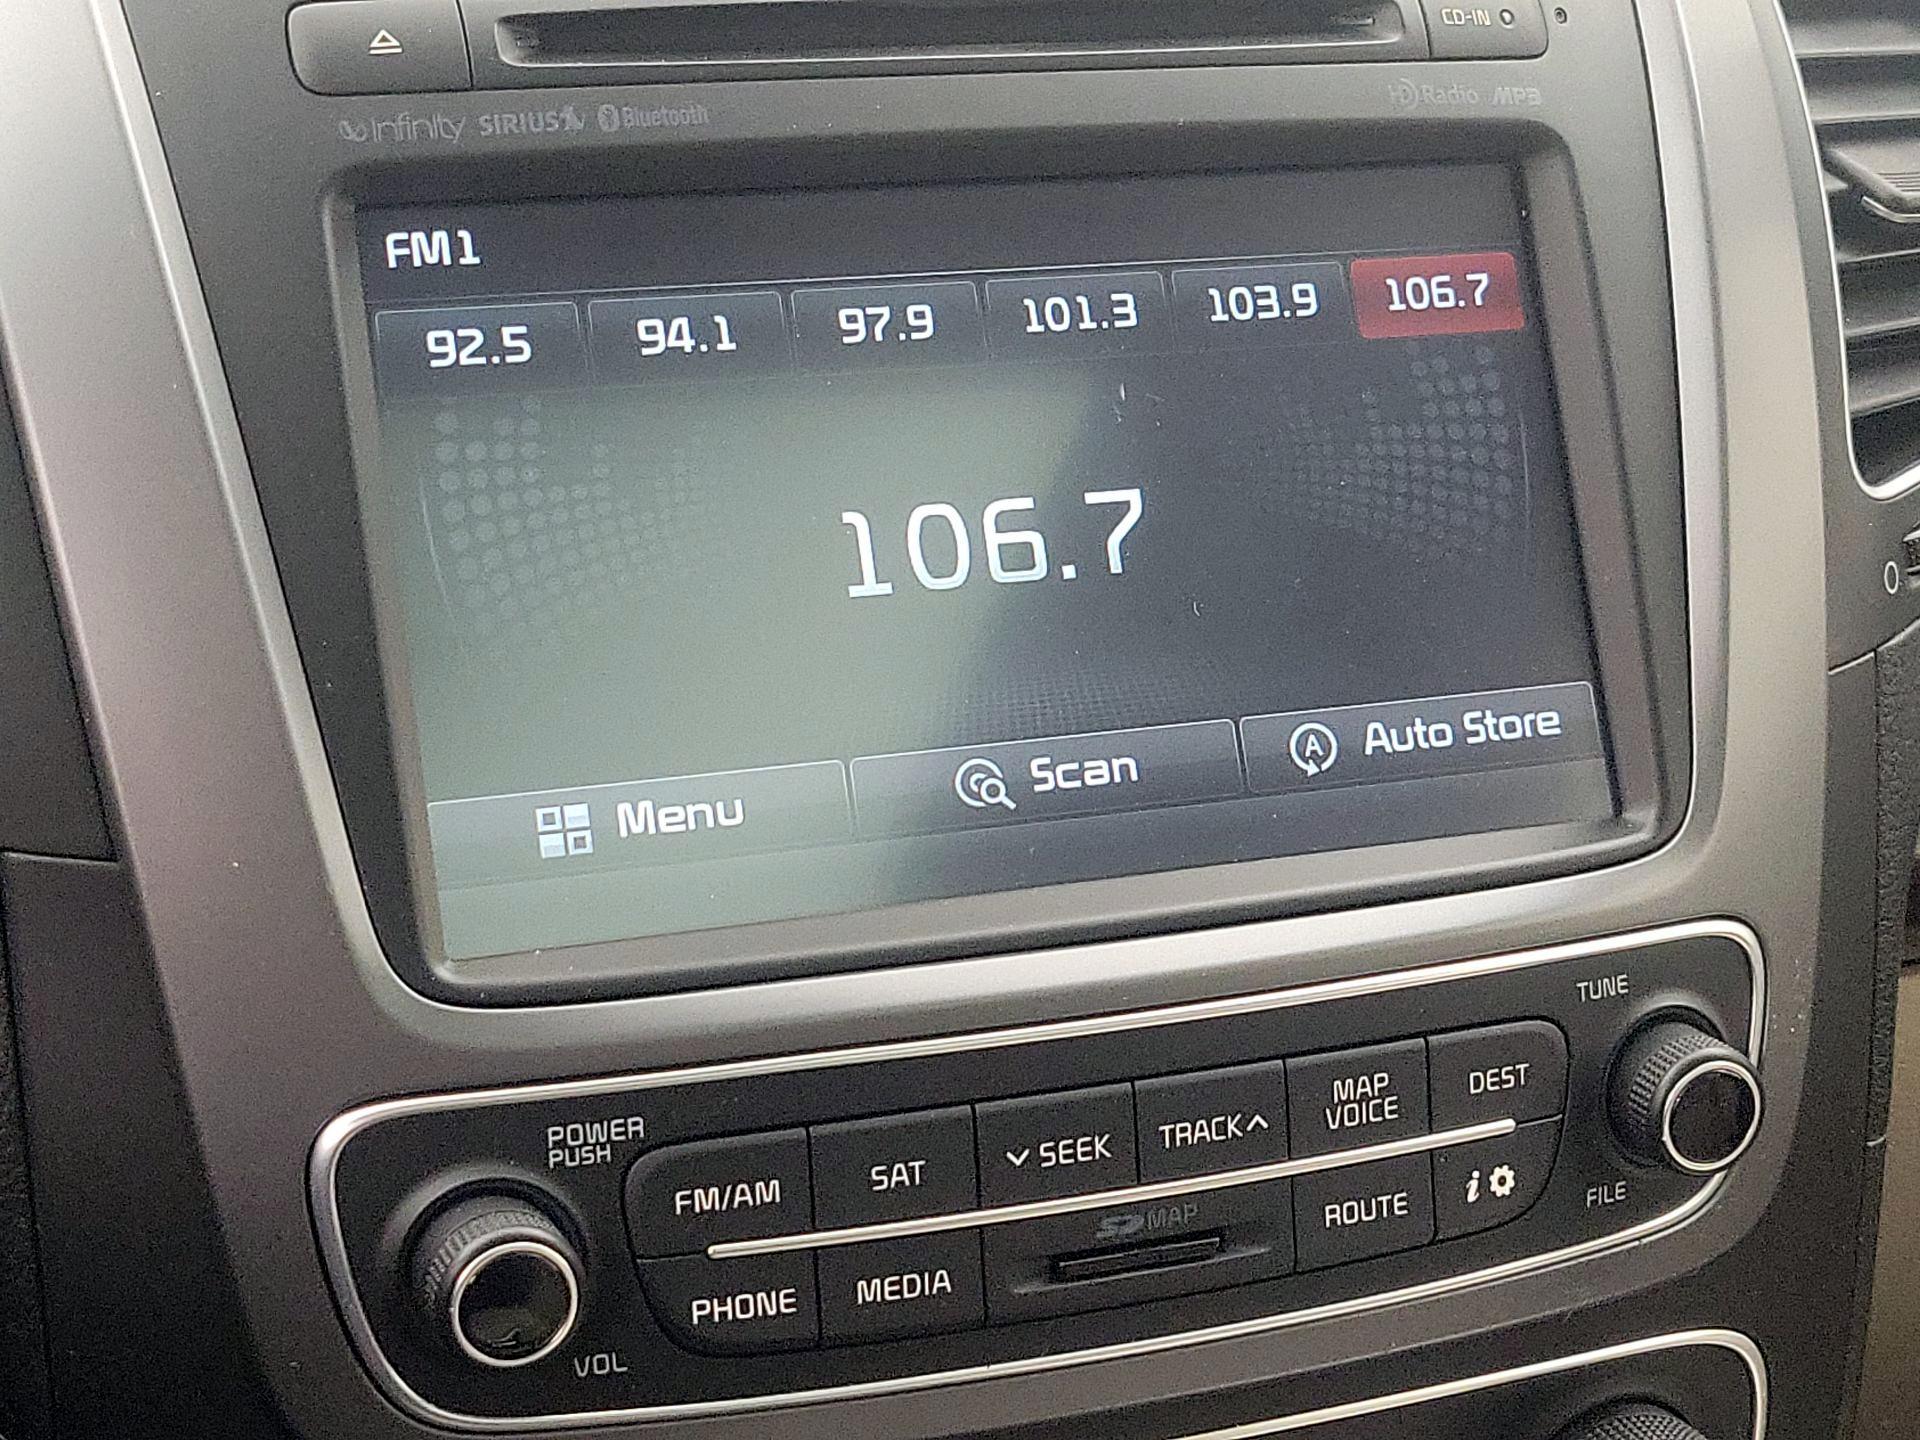 CD-IN
Infinity SIRIUS Bluetooth HD Radio MP3
FM1
92.5 94.1 97.9 101.3 103.9 106.7
106.7
Menu Scan A Auto Store
TUNE
POWER
PUSH
FM/AM SAT SEEK TRACK MAP VOICE DEST
PHONE MEDIA SD MAP ROUTE i
FILE
VOL
0